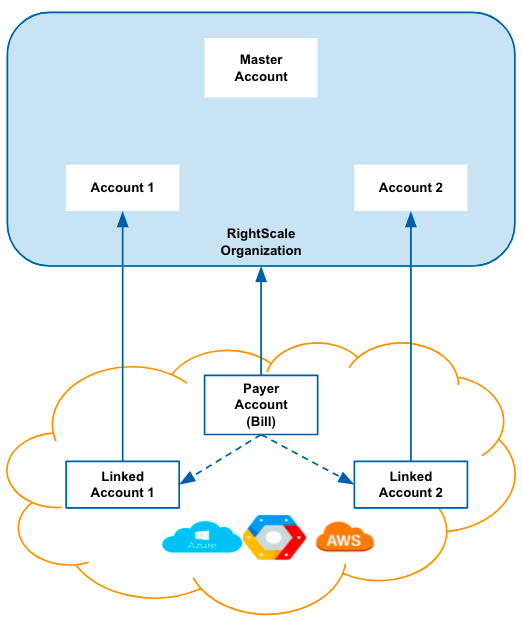 Master
Account
Account 1
Account 2
RightScale
Organization
Payer
Account
(Bill)
Linked
Account 1
Linked
Account 2
Azure
AWS